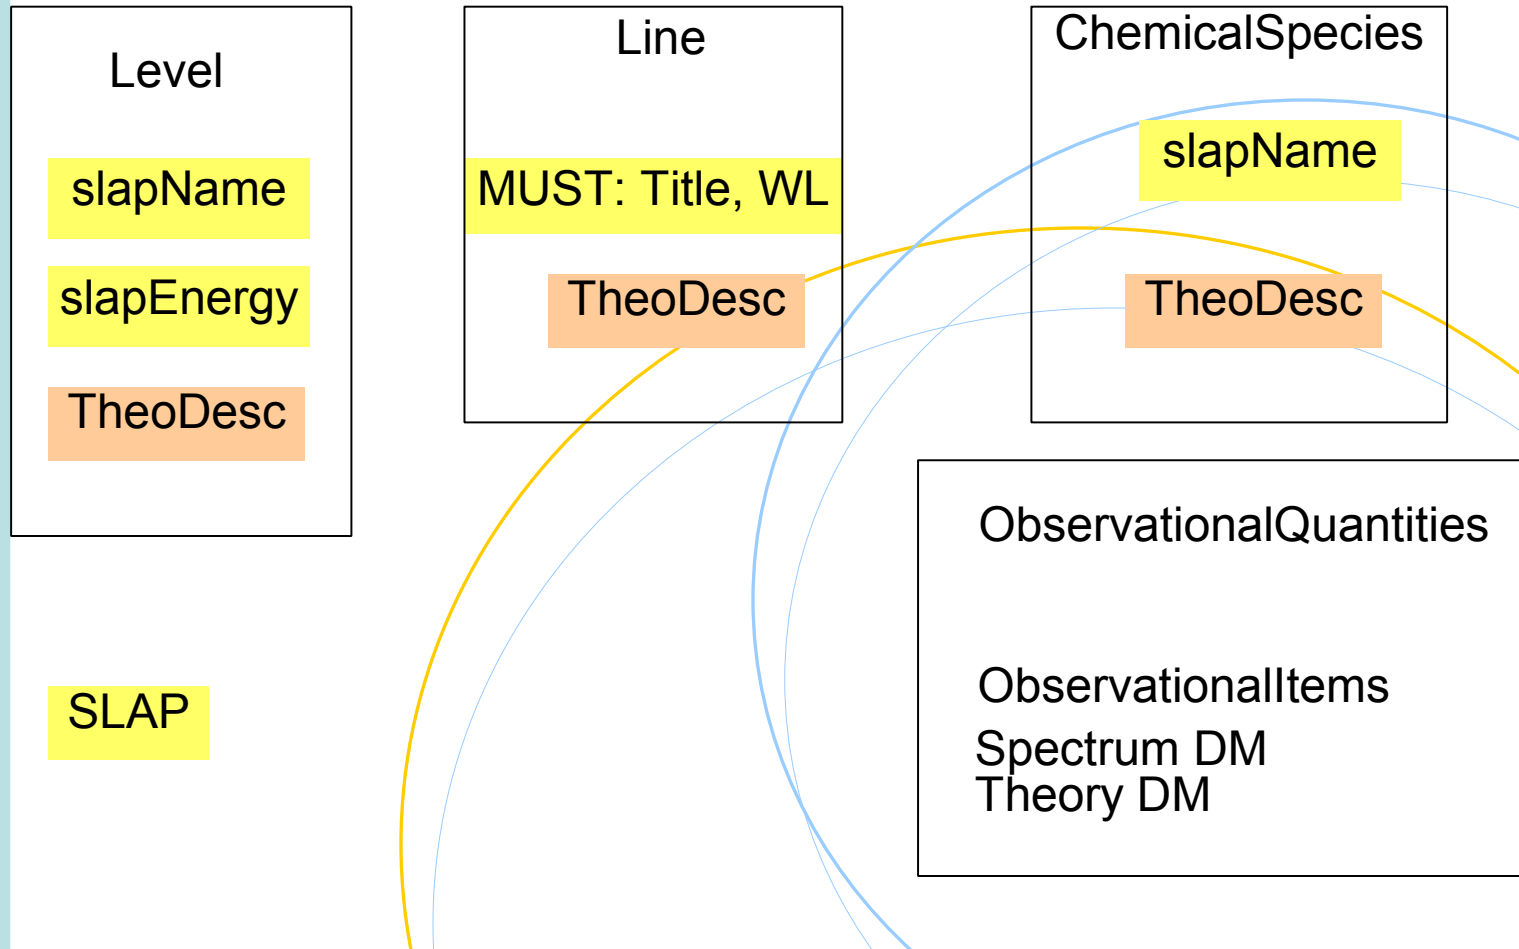 Level
slapName
slapEnergy
TheoDesc
Line
MUST: Title, WL
TheoDesc
ChemicalSpecies
slapName
TheoDesc
ObservationalQuantities
ObservationalItems
Spectrum DM
Theory DM
SLAP